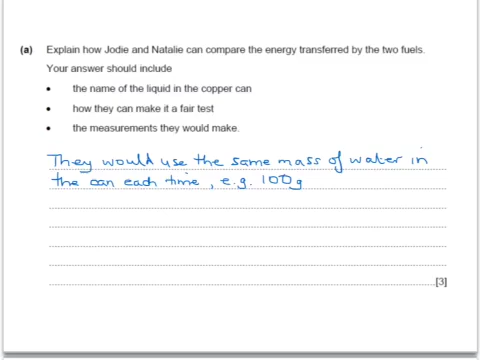 (a) Explain how Jodie and Natalie can compare the energy transferred by the two fuels.
Your answer should include
• the name of the liquid in the copper can
• how they can make it a fair test
• the measurements they would make.
They would use the same mass of water in
the can each time, e.g. 100g
[3]